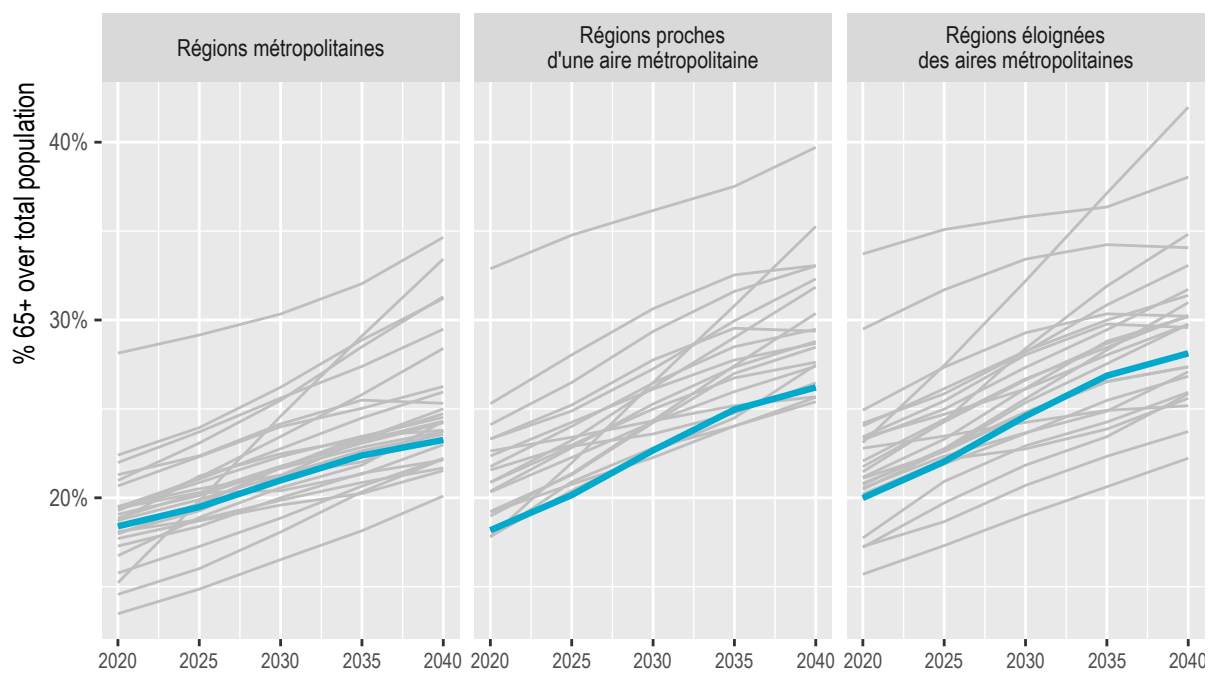 Régions métropolitaines
Régions proches
d'une aire métropolitaine
Régions éloignées
des aires métropolitaines
% 65+ over total population
40%
30%
20%
2020 2025 2030 2035 2040 2020 2025 2030 2035 2040 2020 2025 2030 2035 2040